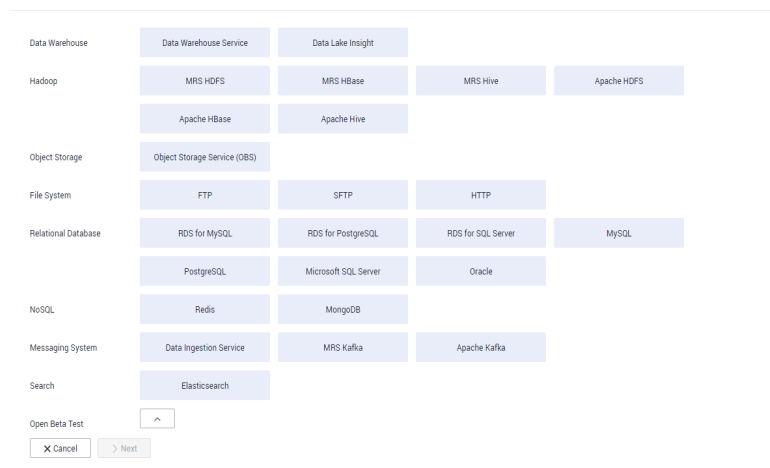 Data Warehouse Data Warehouse Service Data Lake Insight
Hadoop MRS HDFS MRS HBase MRS Hive Apache HDFS
Apache HBase Apache Hive
Object Storage Object Storage Service (OBS)
File System FTP SFTP HTTP
Relational Database RDS for MySQL RDS for PostgreSQL RDS for SQL Server MySQL
PostgreSQL Microsoft SQL Server Oracle
NoSQL Redis MongoDB
Messaging System Data Ingestion Service MRS Kafka Apache Kafka
Search Elasticsearch
Open Beta Test
Cancel Next